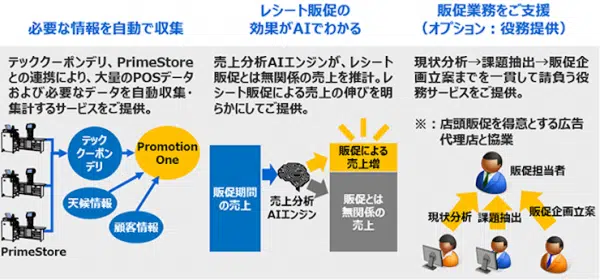 必要な情報を自動で収集
テッククーポンデリ、PrimeStore
との連携により、大量のPOSデータ
および必要なデータを自動収集・
集計するサービスをご提供。
テック
クーポン
デリ
Promotion
One
天候情報
顧客情報
PrimeStore
レシート販促の
効果がAIでわかる
売上分析AIエンジンが、レシート
販促とは無関係の売上を推計。レ
シート販促による売上の伸びを明
らかにしてご提供。
販促期間
の売上
売上分析
AIエンジン
販促による
売上増
販促とは
無関係の
売上
販促業務をご支援
（オプション：役務提供）
現状分析→課題抽出→販促企
画立案までを一貫して請負う役
務サービスをご提供。
※：店頭販促を得意とする広告
代理店と協業
販促担当者
現状分析
課題抽出
販促企画立案